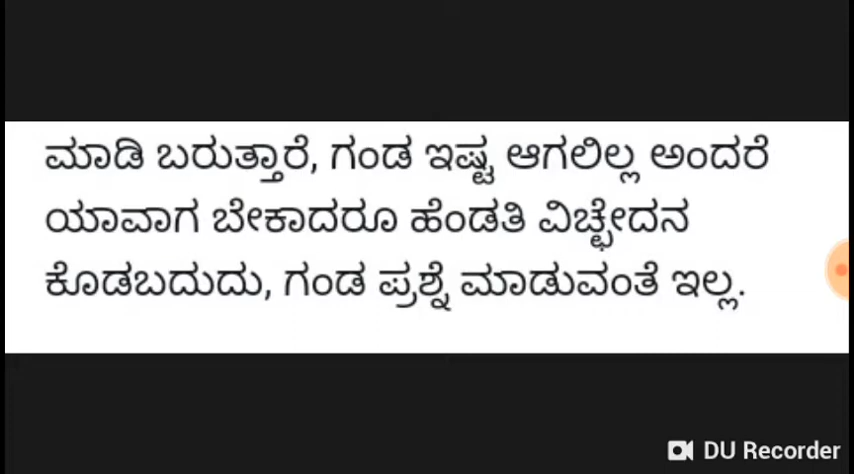 ಮಾಡಿ ಬರುತ್ತಾರೆ, ಗಂಡ ಇಷ್ಟ ಆಗಲಿಲ್ಲ ಅಂದರೆ
ಯಾವಾಗ ಬೇಕಾದರೂ ಹೆಂಡತಿ ವಿಚ್ಛೇದನ
ಕೊಡಬದುದು, ಗಂಡ ಪ್ರಶ್ನೆ ಮಾಡುವಂತೆ ಇಲ್ಲ.
DU Recorder